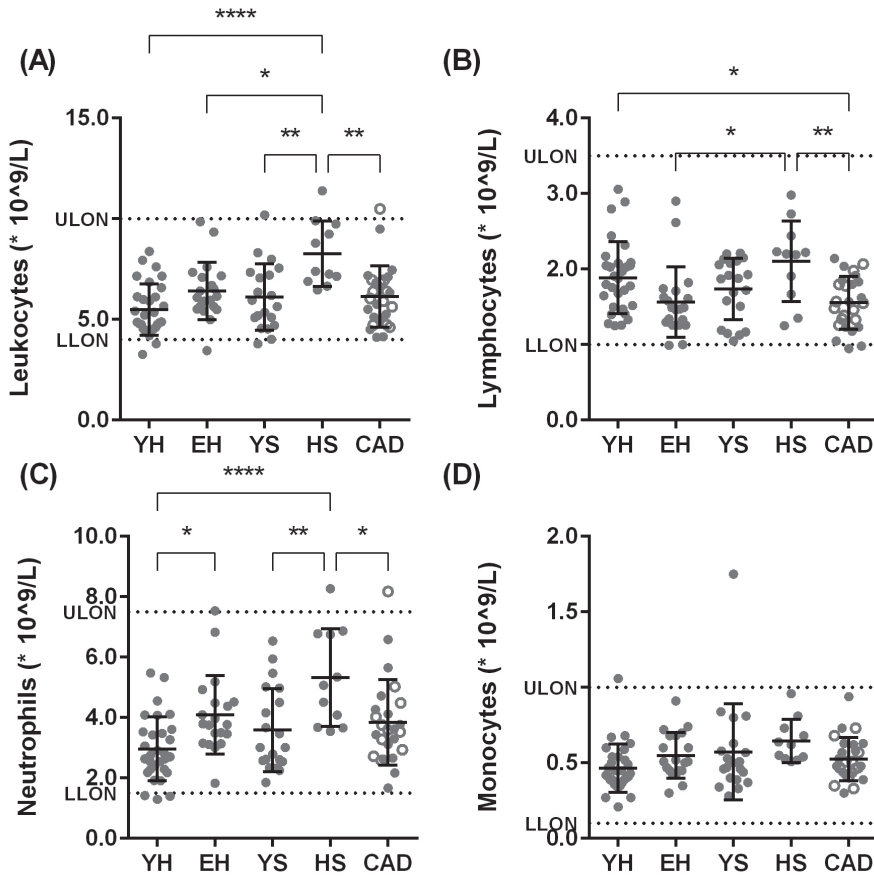 (A)
****
*
** **
Leukocytes (* 10^9/L)
15.0
ULON
5.0
LLON
0.0
YH EH YS HS CAD
(B)
*
* **
Lymphocytes (* 10^9/L)
4.0
ULON
3.0
2.0
LLON
1.0
0.0
YH EH YS HS CAD
(C)
****
* ** *
Neutrophils (* 10^9/L)
10.0
8.0
ULON
6.0
4.0
2.0
LLON
0.0
YH EH YS HS CAD
(D)
Monocytes (* 10^9/L)
2.0
1.5
ULON
0.5
LLON
0.0
YH EH YS HS CAD